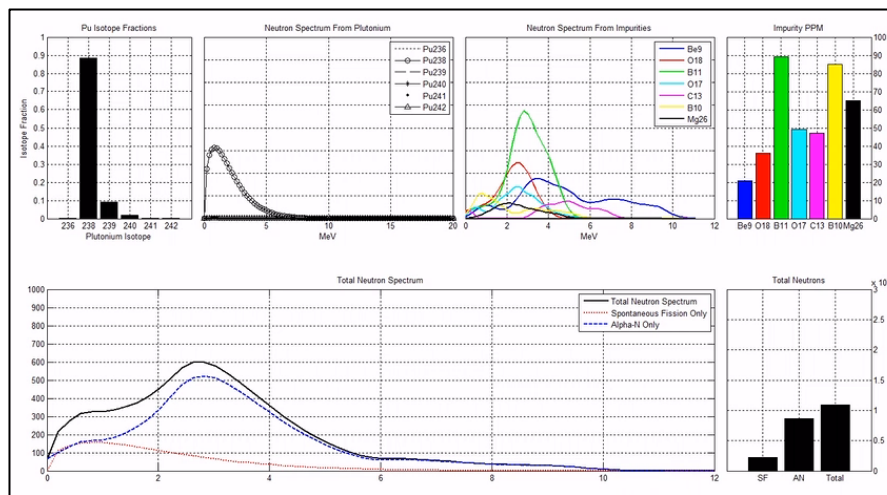 Pu Isotope Fractions
1
0.9
0.8
0.7
0.6
0.5
0.4
0.3
0.2
0.1
0
Isotope Fraction
236 238 239 240 241 242
Plutonium Isotope
Neutron Spectrum From Plutonium
Pu236
Pu238
Pu239
Pu240
Pu241
Pu242
0 5 10 15 20
MeV
Neutron Spectrum From Impurities
Be9
O18
B11
O17
C13
B10
Mg26
0 2 4 6 8 10 12
MeV
Impurity PPM
100
90
80
70
60
50
40
30
20
10
0
Be9 O18 B11 O17 C13 B10 Mg26
Total Neutron Spectrum
1000
900
800
700
600
500
400
300
200
100
0
Total Neutron Spectrum
Spontaneous Fission Only
Alpha-N Only
0 2 4 6 8 10 12
Total Neutrons
3
2.5
2
1.5
1
0.5
0
SF AN Total